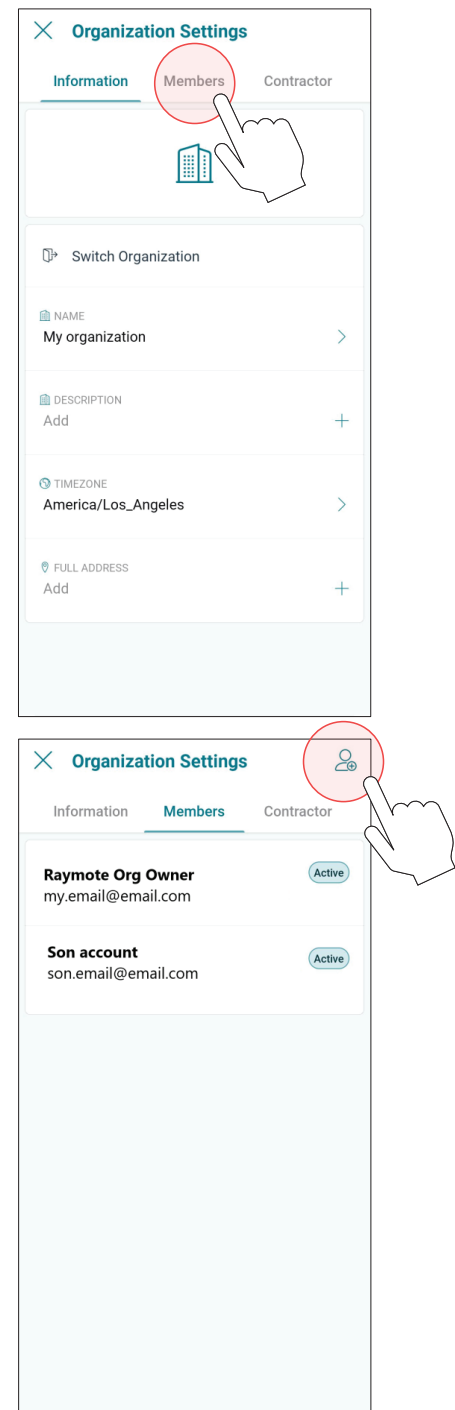 Organization Settings
Information Members Contractor
Switch Organization
NAME
My organization
DESCRIPTION
Add
TIMEZONE
America/Los_Angeles
FULL ADDRESS
Add
Organization Settings
Information Members Contractor
Raymote Org Owner Active
my.email@email.com
Son account Active
son.email@email.com